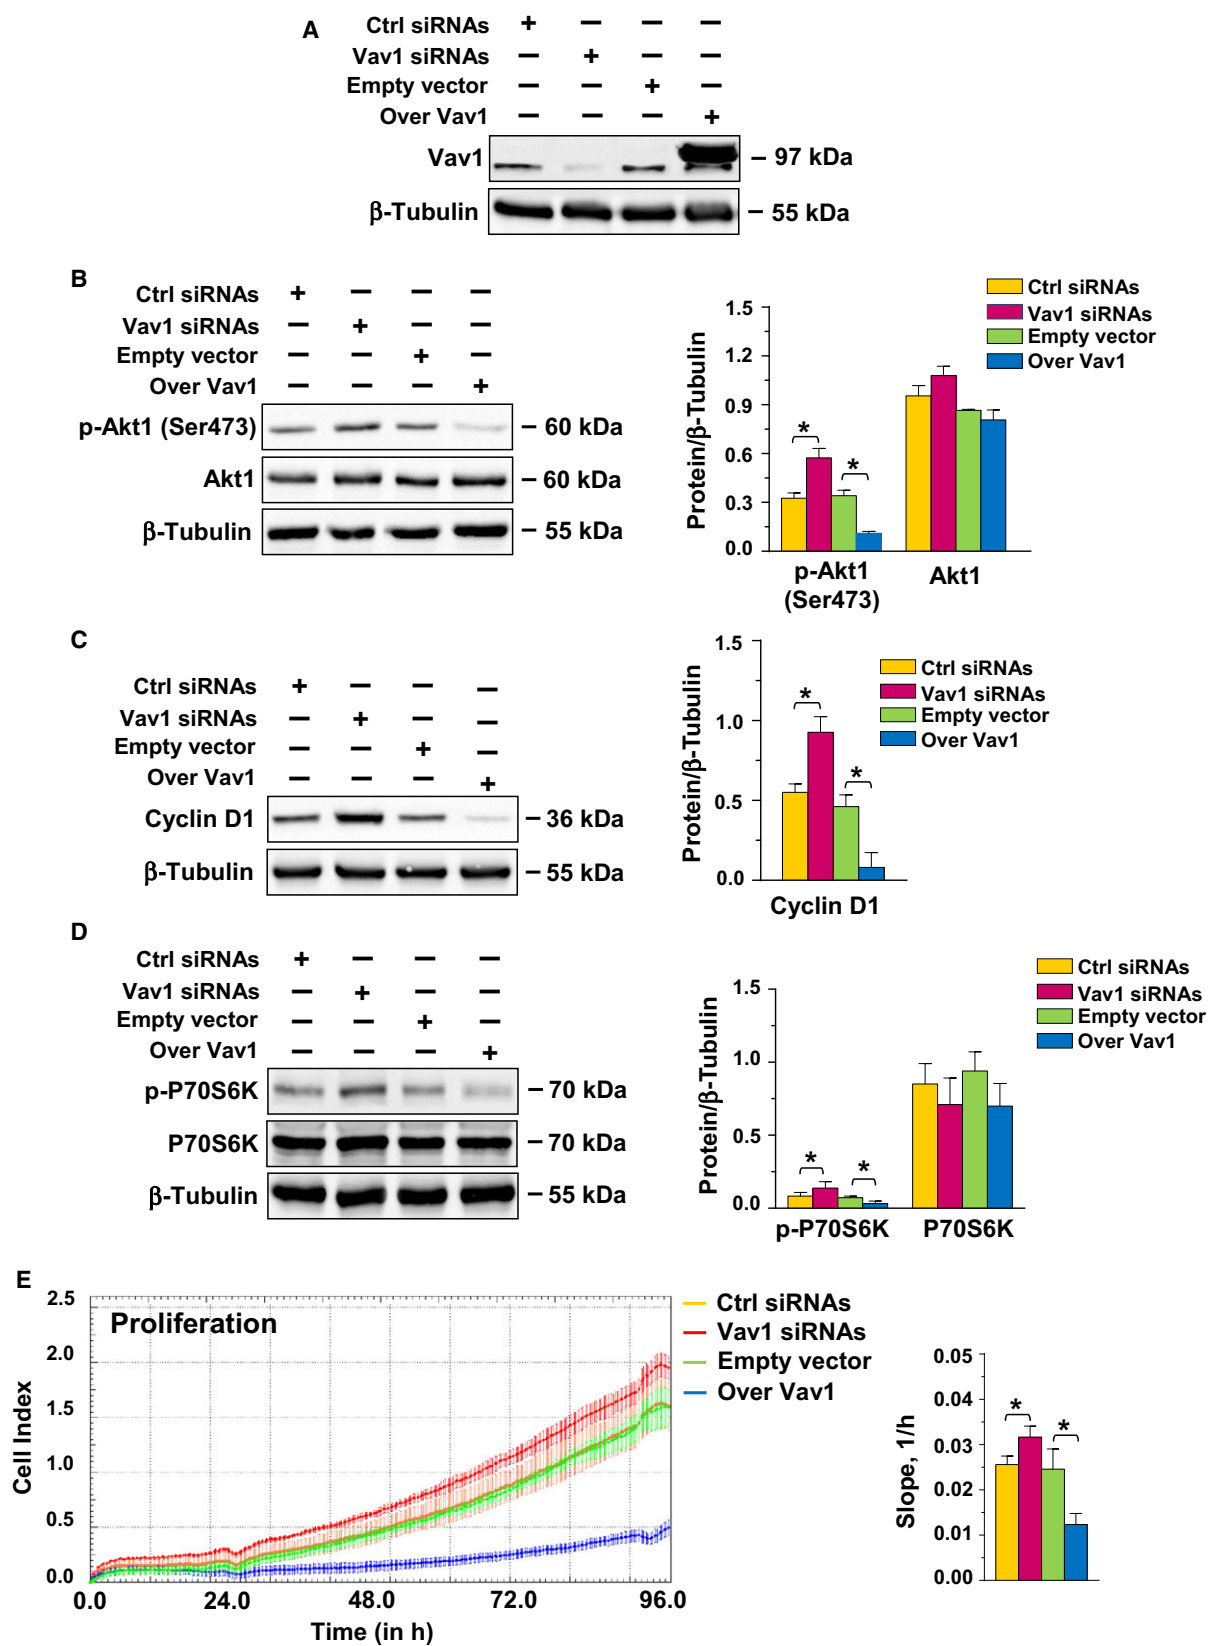 A
Ctrl siRNAs + – – –
Vav1 siRNAs – + – –
Empty vector – – + –
Over Vav1 – – – +
Vav1 – 97 kDa
β-Tubulin – 55 kDa
B
Ctrl siRNAs + – – –
Vav1 siRNAs – + – –
Empty vector – – + –
Over Vav1 – – – +
p-Akt1 (Ser473) – 60 kDa
Akt1 – 60 kDa
β-Tubulin – 55 kDa
Ctrl siRNAs
Vav1 siRNAs
Empty vector
Over Vav1
Protein/β-Tubulin
1.5
1.2
0.9
0.6
0.3
0.0
* *
p-Akt1 (Ser473)
Akt1
C
Ctrl siRNAs + – – –
Vav1 siRNAs – + – –
Empty vector – – + –
Over Vav1 – – – +
Cyclin D1 – 36 kDa
β-Tubulin – 55 kDa
Ctrl siRNAs
Vav1 siRNAs
Empty vector
Over Vav1
Protein/β-Tubulin
1.5
1.0
0.5
0.0
* *
Cyclin D1
D
Ctrl siRNAs + – – –
Vav1 siRNAs – + – –
Empty vector – – + –
Over Vav1 – – – +
p-P70S6K – 70 kDa
P70S6K – 70 kDa
β-Tubulin – 55 kDa
Ctrl siRNAs
Vav1 siRNAs
Empty vector
Over Vav1
Protein/β-Tubulin
1.5
1.0
0.5
0.0
* *
p-P70S6K P70S6K
E
Proliferation
Cell Index
2.5
2.0
1.5
1.0
0.5
0.0
0.0 24.0 48.0 72.0 96.0
Time (in h)
Ctrl siRNAs
Vav1 siRNAs
Empty vector
Over Vav1
Slope, 1/h
0.05
0.04
0.03
0.02
0.01
0.00
* *